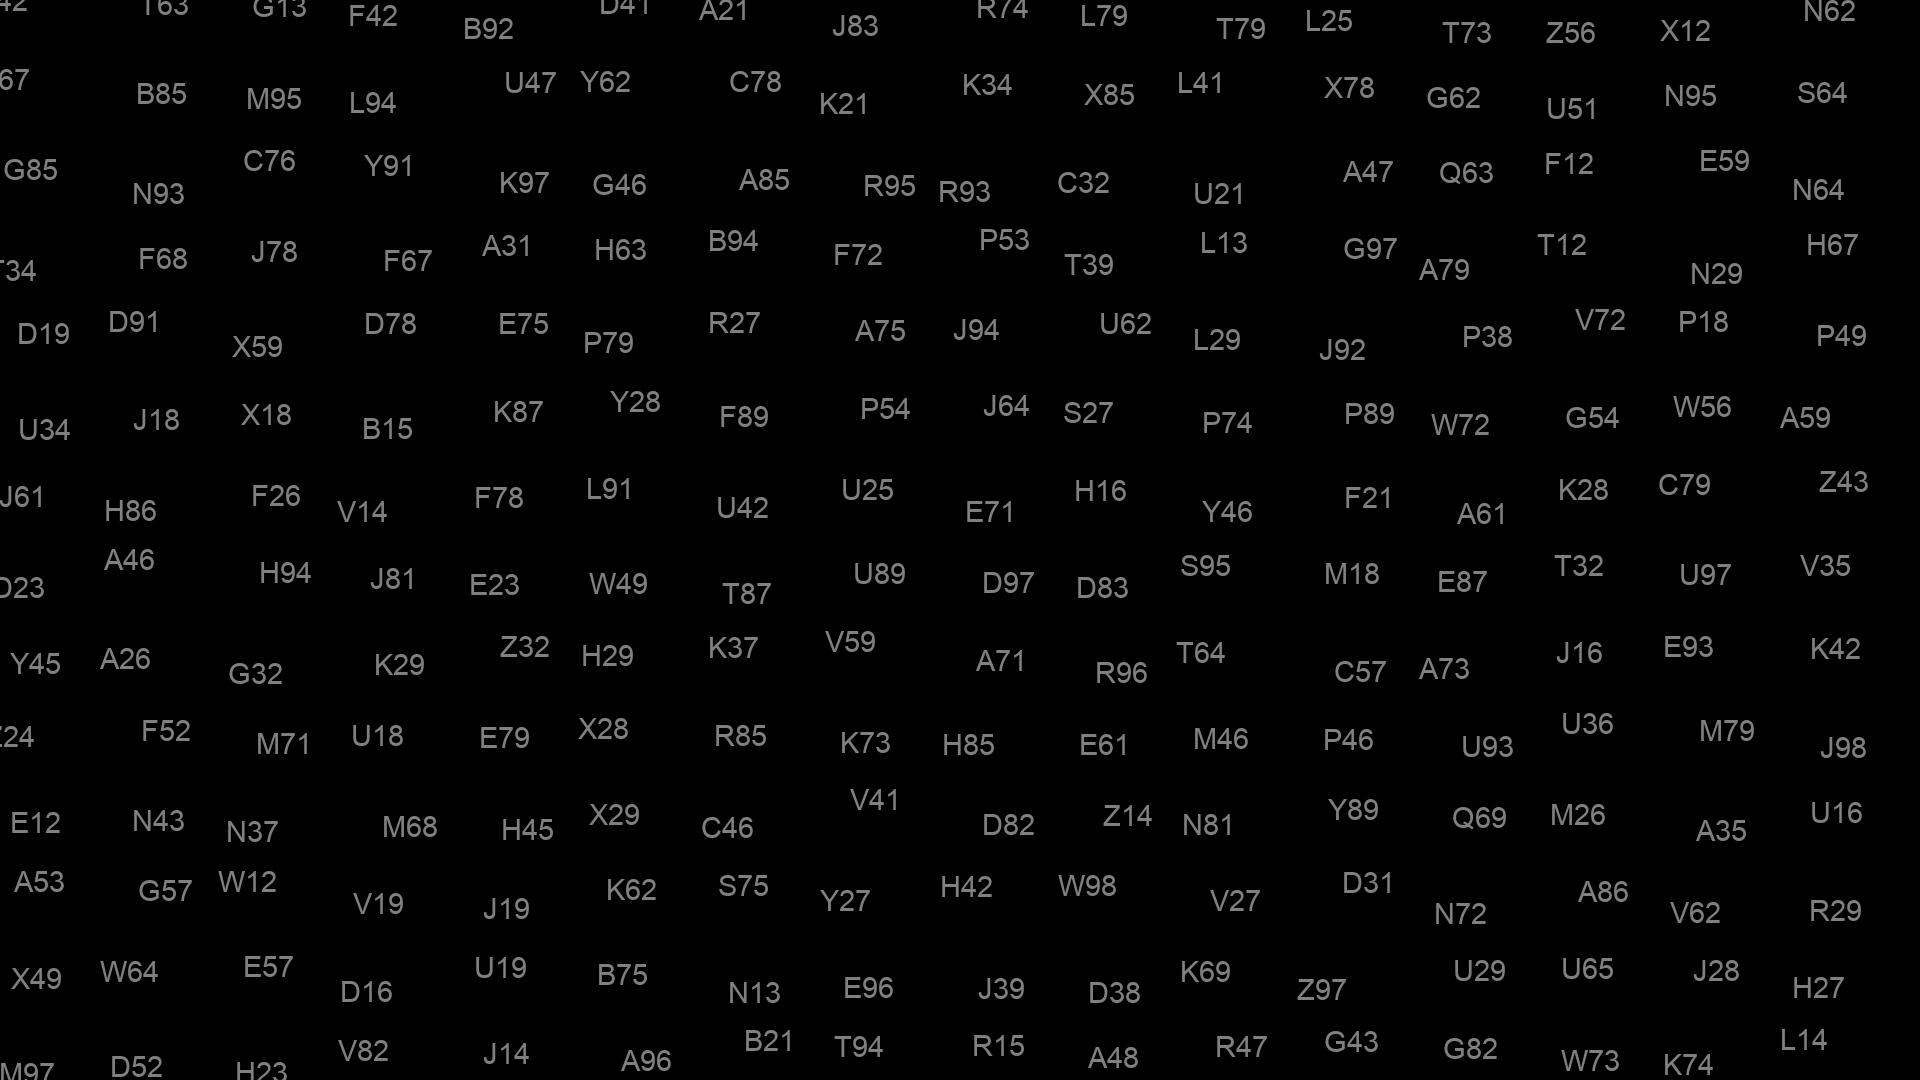 42 T63 G13 F42 B92 D41 A21 J83 R74 L79 T79 L25 T73 Z56 X12 N62
67 B85 M95 L94 U47 Y62 C78 K21 K34 X85 L41 X78 G62 U51 N95 S64
G85 N93 C76 Y91 K97 G46 A85 R95 R93 C32 U21 A47 Q63 F12 E59 N64
T34 F68 J78 F67 A31 H63 B94 F72 P53 T39 L13 G97 A79 T12 N29 H67
D19 D91 X59 D78 E75 P79 R27 A75 J94 U62 L29 J92 P38 V72 P18 P49
U34 J18 X18 B15 K87 Y28 F89 P54 J64 S27 P74 P89 W72 G54 W56 A59
J61 H86 F26 V14 F78 L91 U42 U25 E71 H16 Y46 F21 A61 K28 C79 Z43
D23 A46 H94 J81 E23 W49 T87 U89 D97 D83 S95 M18 E87 T32 U97 V35
Y45 A26 G32 K29 Z32 H29 K37 V59 A71 R96 T64 C57 A73 J16 E93 K42
Z24 F52 M71 U18 E79 X28 R85 K73 H85 E61 M46 P46 U93 U36 M79 J98
E12 N43 N37 M68 H45 X29 C46 V41 D82 Z14 N81 Y89 Q69 M26 A35 U16
A53 G57 W12 V19 J19 K62 S75 Y27 H42 W98 V27 D31 N72 A86 V62 R29
X49 W64 E57 D16 U19 B75 N13 E96 J39 D38 K69 Z97 U29 U65 J28 H27
M97 D52 H23 V82 J14 A96 B21 T94 R15 A48 R47 G43 G82 W73 K74 L14